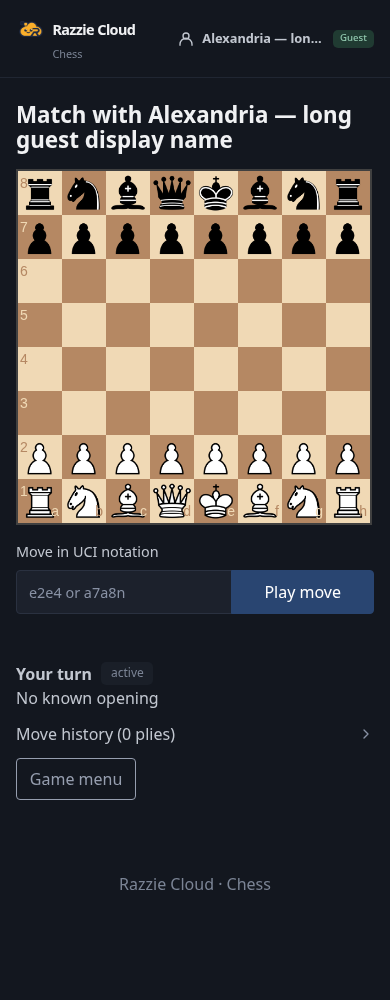 Razzie Cloud
Chess
Alexandria — lon...
Guest
Match with Alexandria — long
guest display name
8
7
6
5
4
3
2
1
a b c d e f g h
Move in UCI notation
e2e4 or a7a8n
Play move
Your turn
active
No known opening
Move history (0 plies)
Game menu
Razzie Cloud · Chess